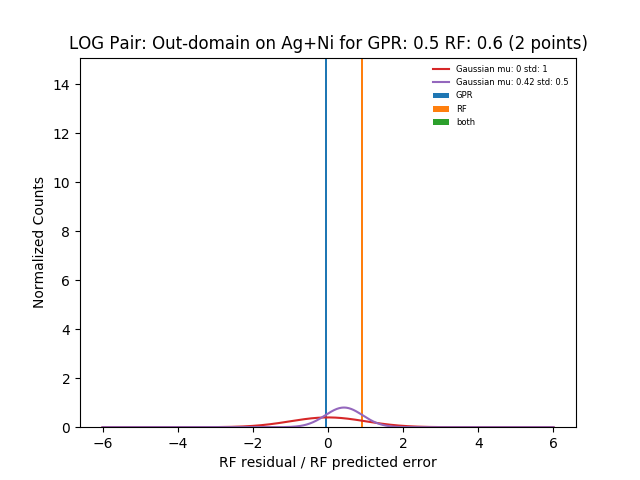 LOG Pair: Out-domain on Ag+Ni for GPR: 0.5 RF: 0.6 (2 points)
Gaussian mu: 0 std: 1
Gaussian mu: 0.42 std: 0.5
GPR
RF
both
Normalized Counts
14
12
10
8
6
4
2
0
−6 −4 −2 0 2 4 6
RF residual / RF predicted error